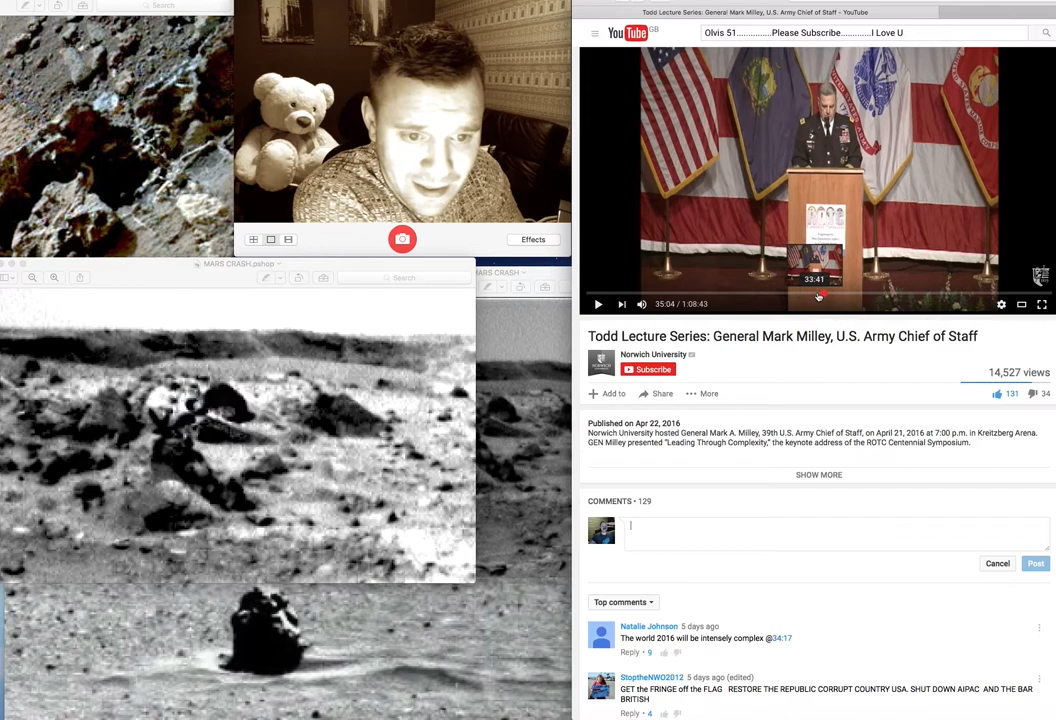 Search
Effects
MARS CRASH.pshop
Search
MARS CRASH
Todd Lecture Series: General Mark Milley, U.S. Army Chief of Staff - YouTube
YouTube GB
Olvis 51..............Please Subscribe............I Love U
ROTC
33:41
35:04 / 1:08:43
Todd Lecture Series: General Mark Milley, U.S. Army Chief of Staff
Norwich University
Subscribe
14,527 views
Add to Share More
131 34
Published on Apr 22, 2016
Norwich University hosted General Mark A. Milley, 39th U.S. Army Chief of Staff, on April 21, 2016 at 7:00 p.m. in Kreitzberg Arena.
GEN Milley presented "Leading Through Complexity," the keynote address of the ROTC Centennial Symposium.
SHOW MORE
COMMENTS • 129
Cancel Post
Top comments
Natalie Johnson 5 days ago
The world 2016 will be intensely complex @34:17
Reply • 9
StoptheNWO2012 5 days ago (edited)
GET the FRINGE off the FLAG RESTORE THE REPUBLIC CORRUPT COUNTRY USA. SHUT DOWN AIPAC AND THE BAR
BRITISH
Reply • 4